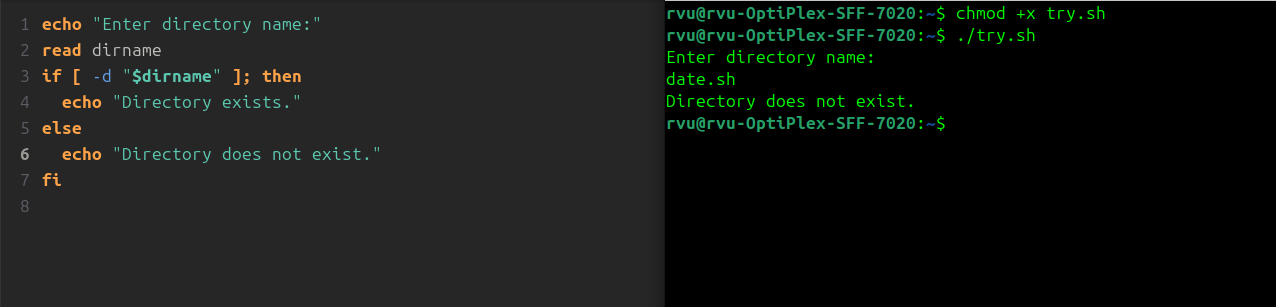 1 echo "Enter directory name:"
2 read dirname
3 if [ -d "$dirname" ]; then
4   echo "Directory exists."
5 else
6   echo "Directory does not exist."
7 fi
8
rvu@rvu-OptiPlex-SFF-7020:~$ chmod +x try.sh
rvu@rvu-OptiPlex-SFF-7020:~$ ./try.sh
Enter directory name:
date.sh
Directory does not exist.
rvu@rvu-OptiPlex-SFF-7020:~$